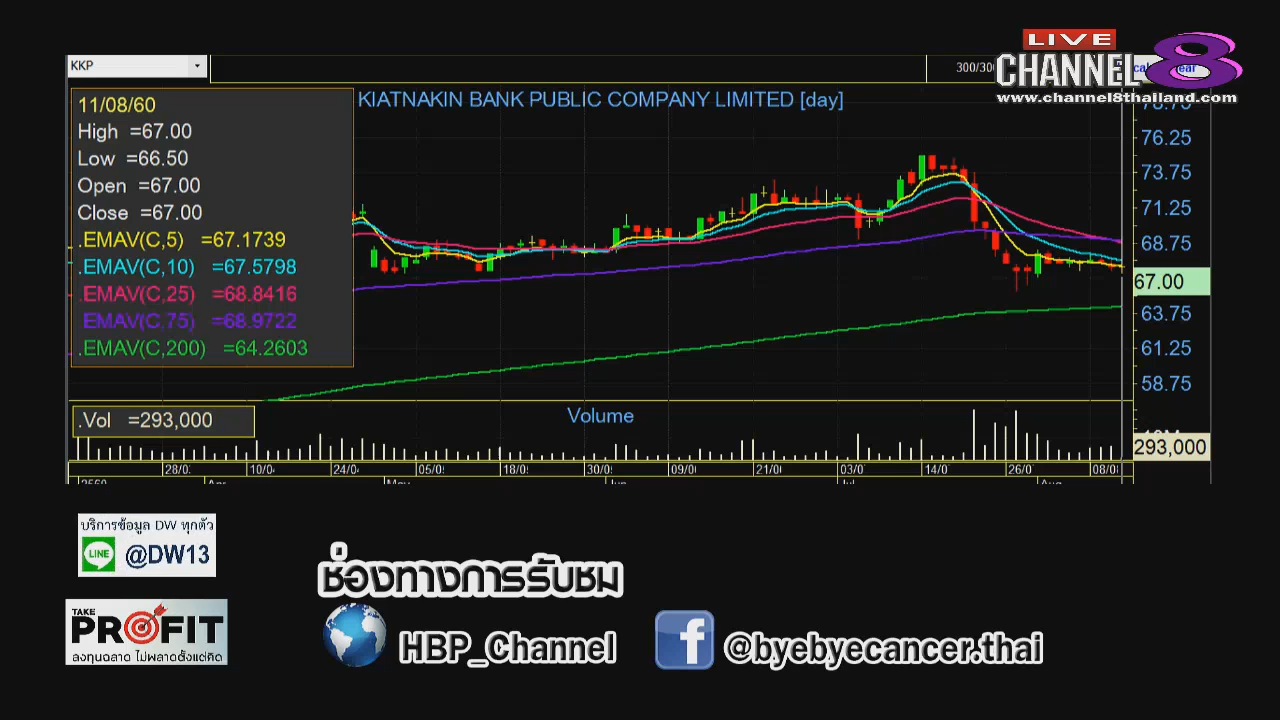 LIVE
CHANNEL 8
www.channel8thailand.com
KKP
300/300
11/08/60
High =67.00
Low =66.50
Open =67.00
Close =67.00
.EMAV(C,5) =67.1739
.EMAV(C,10) =67.5798
.EMAV(C,25) =68.8416
.EMAV(C,75) =68.9722
.EMAV(C,200) =64.2603
KIATNAKIN BANK PUBLIC COMPANY LIMITED [day]
76.25
73.75
71.25
68.75
67.00
63.75
61.25
58.75
.Vol =293,000
Volume
293,000
28/0 10/0 24/0 05/0 18/0 30/0 09/0 21/0 03/0 14/0 26/0 08/0
บริการข้อมูล DW ทุกตัว
LINE @DW13
TAKE
PROFIT
ลงทุนฉลาด ไม่พลาดตั้งแต่คิด
ช่องทางการรับชม
HBP_Channel
f @byebyecancer.thai